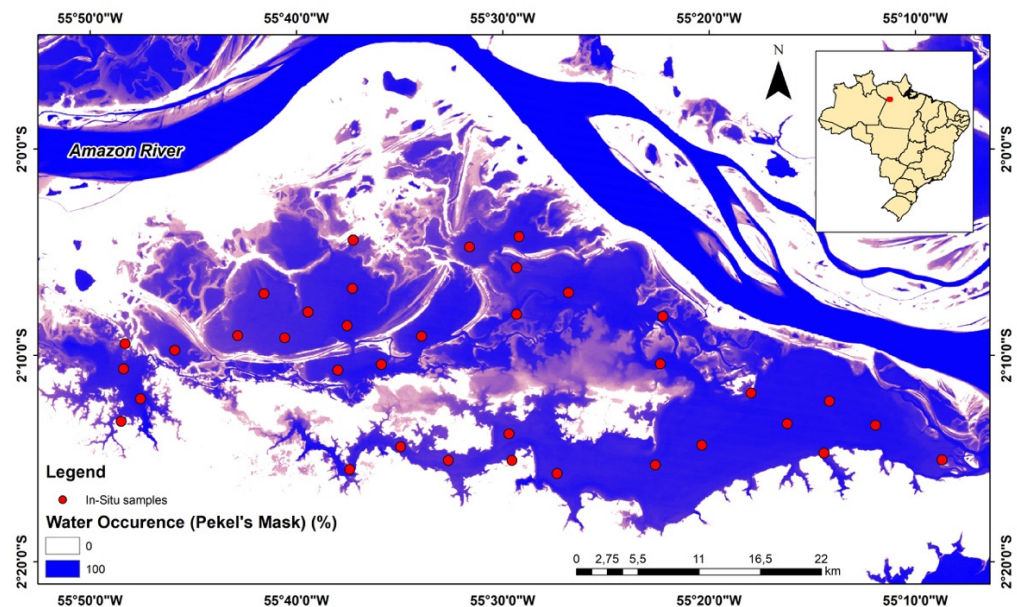 55°50'0"W 55°40'0"W 55°30'0"W 55°20'0"W 55°10'0"W
N
2°0'0"S 2°0'0"S
Amazon River
2°10'0"S 2°10'0"S
Legend
In-Situ samples
Water Occurence (Pekel's Mask) (%)
0
100
0 2,75 5,5 11 16,5 22
km
2°20'0"S 2°20'0"S
55°50'0"W 55°40'0"W 55°30'0"W 55°20'0"W 55°10'0"W